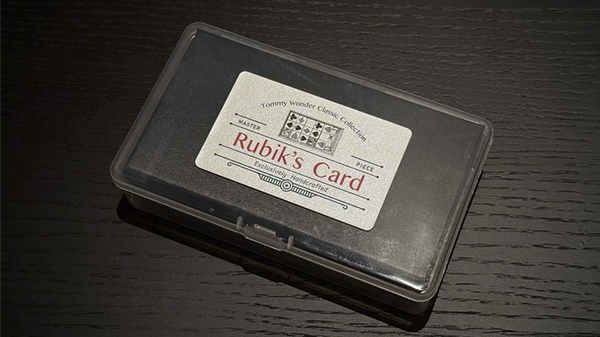 Tommy Wonder Classic Collection
MASTER
PIECE
Rubik's Card
Exclusively Handcrafted